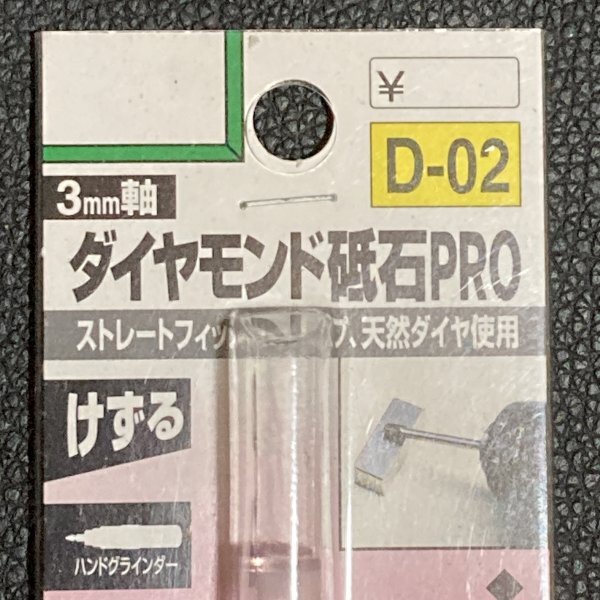 ¥
D-02
3mm軸
ダイヤモンド砥石PRO
ストレートフィッ プ、天然ダイヤ使用
けずる
ハンドグラインダー